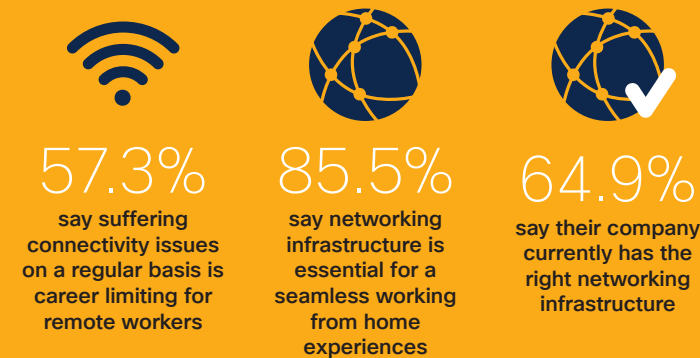 57.3%
say suffering
connectivity issues
on a regular basis is
career limiting for
remote workers
85.5%
say networking
infrastructure is
essential for a
seamless working
from home
experiences
64.9%
say their company
currently has the
right networking
infrastructure